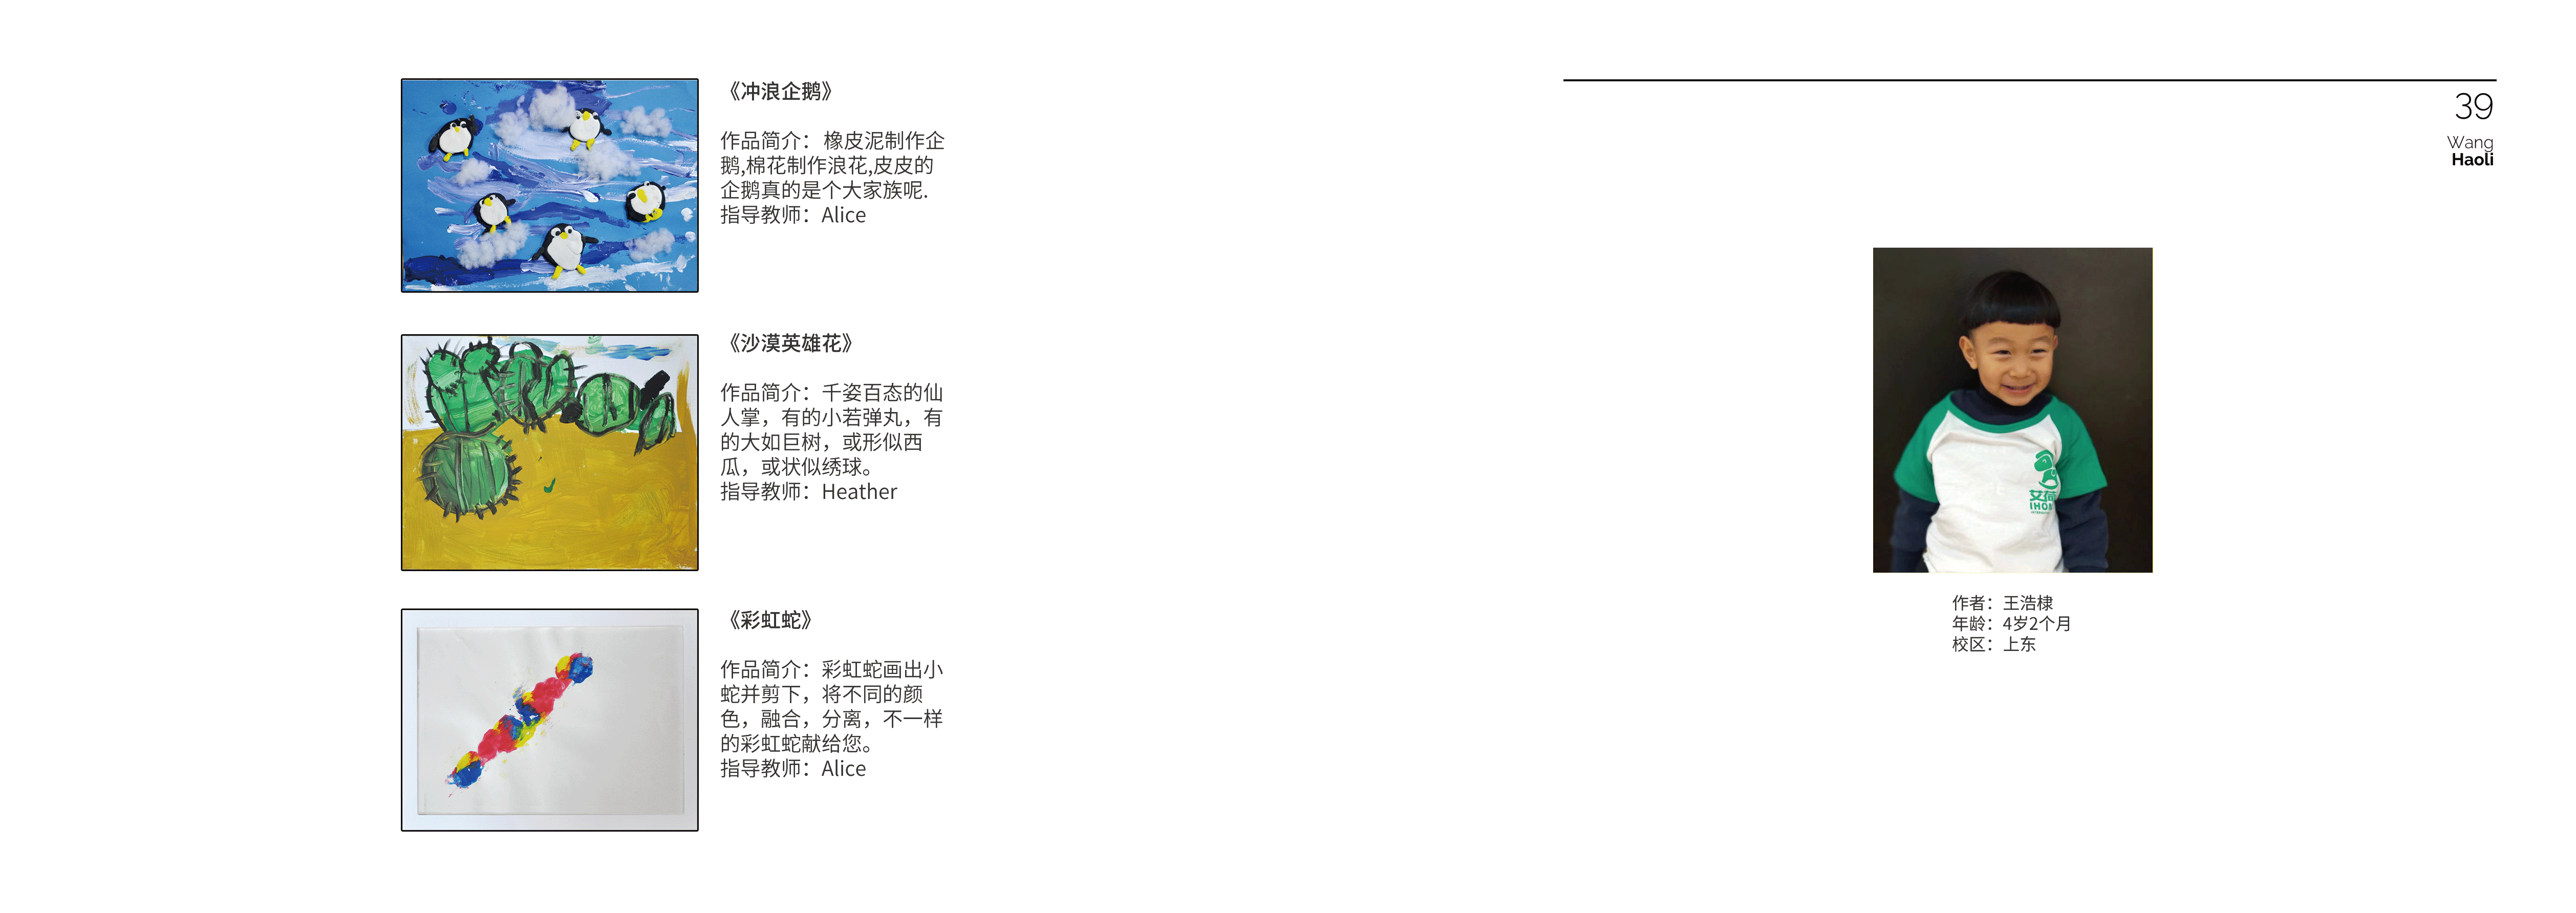 《冲浪企鹅》
作品简介：橡皮泥制作企
鹅,棉花制作浪花,皮皮的
企鹅真的是个大家族呢.
指导教师：Alice
《沙漠英雄花》
作品简介：千姿百态的仙
人掌，有的小若弹丸，有
的大如巨树，或形似西
瓜，或状似绣球。
指导教师：Heather
《彩虹蛇》
作品简介：彩虹蛇画出小
蛇并剪下，将不同的颜
色，融合，分离，不一样
的彩虹蛇献给您。
指导教师：Alice
39
Wang
Haoli
艾荷
IHOM
作者：王浩棣
年龄：4岁2个月
校区：上东